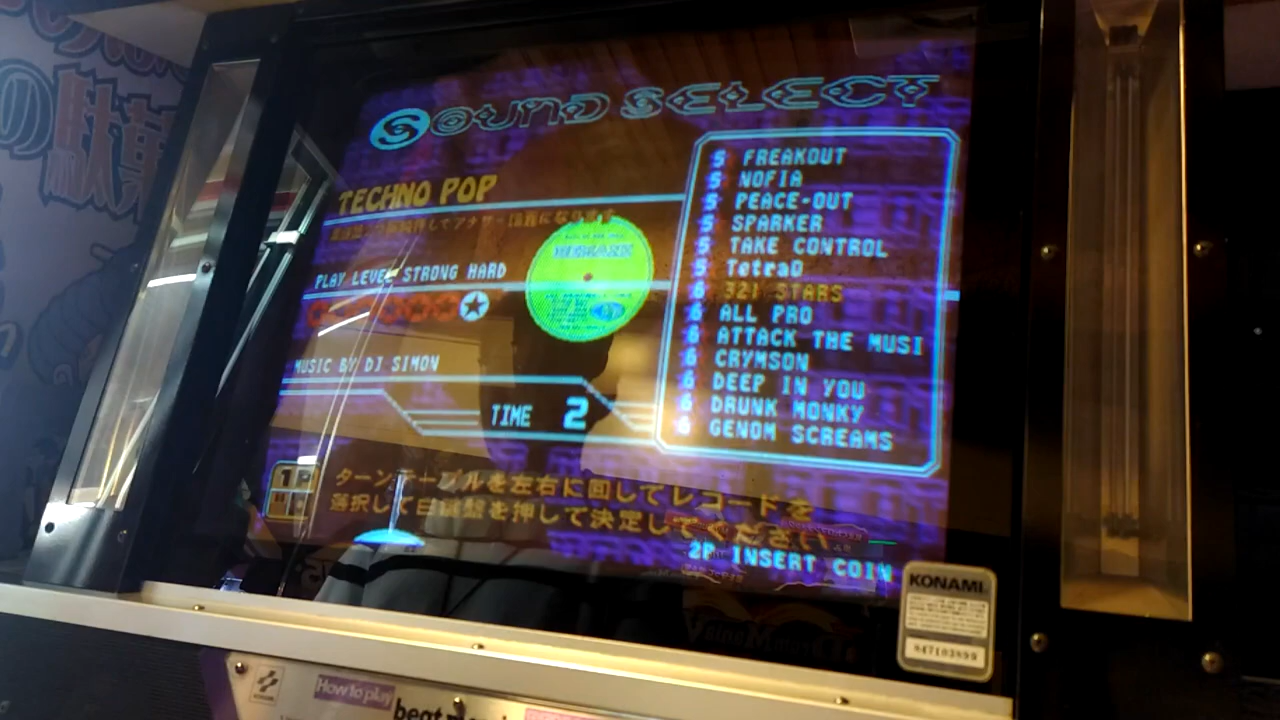 SOUND SELECT
TECHNO POP
PLAY LEVEL STRONG HARD
MUSIC BY DJ SIMON
TIME 2
5 FREAKOUT
5 NOFIA
5 PEACE-OUT
5 SPARKER
5 TAKE CONTROL
5 TetraD
6 321 STARS
6 ALL PRO
6 ATTACK THE MUSI
6 CRYMSON
6 DEEP IN YOU
6 DRUNK MONKY
6 GENOM SCREAMS
1P
ターンテーブルを左右に回してレコードを
選択して白鍵盤を押して決定してください
2P INSERT COIN
KONAMI
KONAMI
How to play